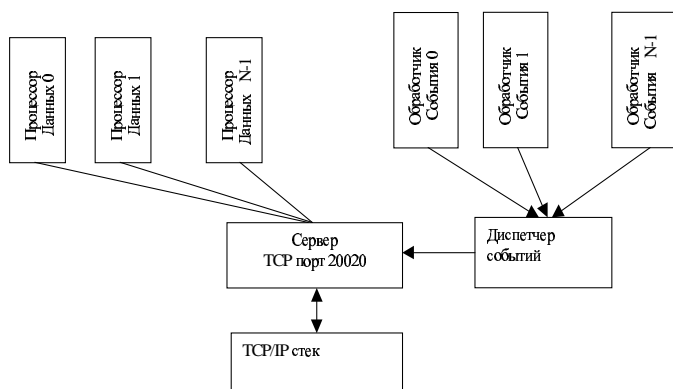 Процессор
Данных 0
Процессор
Данных 1
Процессор
Данных N-1
Обработчик
События 0
Обработчик
События 1
Обработчик
События N-1
Сервер
TCP порт 20020
Диспетчер
событий
TCP/IP стек